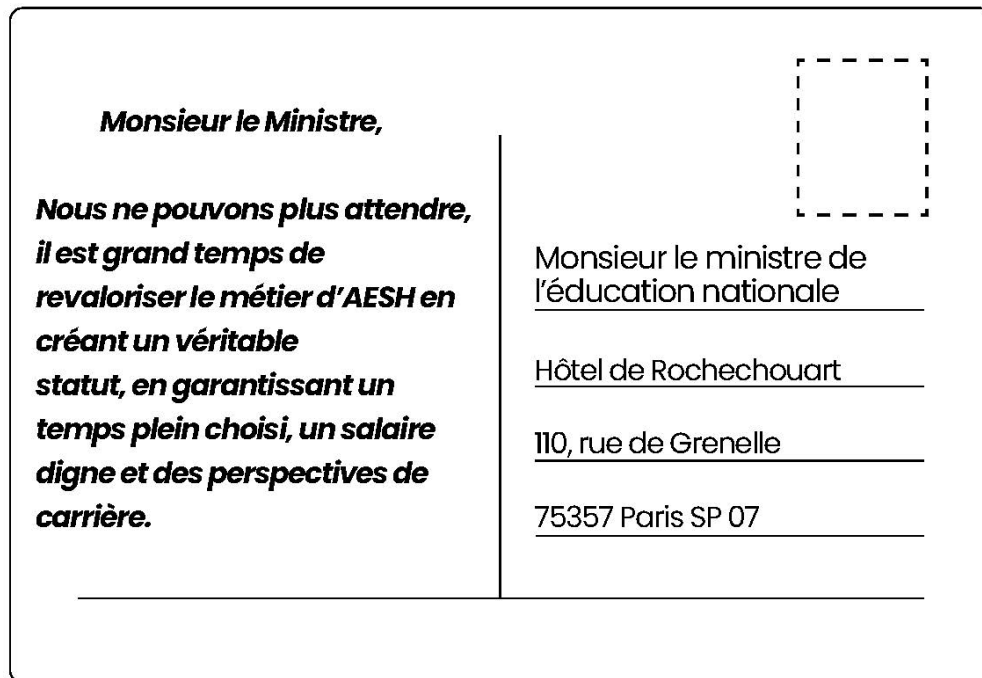 Monsieur le Ministre,
Nous ne pouvons plus attendre,
il est grand temps de
revaloriser le métier d’AESH en
créant un véritable
statut, en garantissant un
temps plein choisi, un salaire
digne et des perspectives de
carrière.
Monsieur le ministre de
l’éducation nationale
Hôtel de Rochechouart
110, rue de Grenelle
75357 Paris SP 07